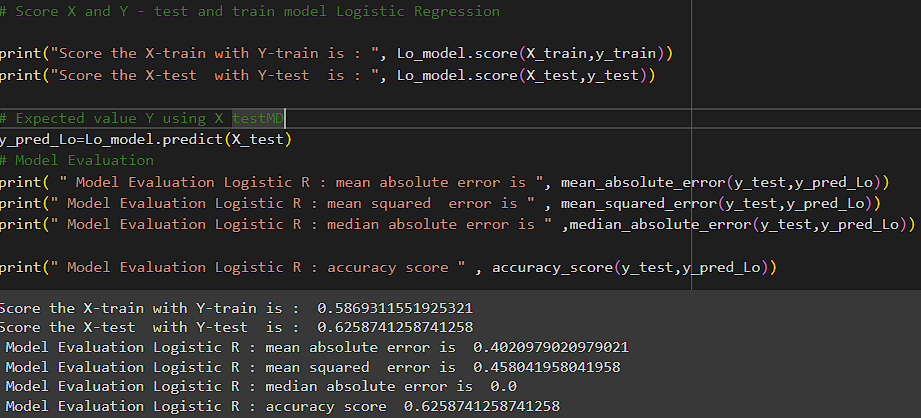 # Score X and Y - test and train model Logistic Regression
print("Score the X-train with Y-train is : ", Lo_model.score(X_train,y_train))
print("Score the X-test  with Y-test  is : ", Lo_model.score(X_test,y_test))
# Expected value Y using X testMD
y_pred_Lo=Lo_model.predict(X_test)
# Model Evaluation
print( " Model Evaluation Logistic R : mean absolute error is ", mean_absolute_error(y_test,y_pred_Lo))
print(" Model Evaluation Logistic R : mean squared  error is " , mean_squared_error(y_test,y_pred_Lo))
print(" Model Evaluation Logistic R : median absolute error is " ,median_absolute_error(y_test,y_pred_Lo))
print(" Model Evaluation Logistic R : accuracy score " , accuracy_score(y_test,y_pred_Lo))
Score the X-train with Y-train is :  0.5869311551925321
Score the X-test  with Y-test  is :  0.6258741258741258
 Model Evaluation Logistic R : mean absolute error is  0.4020979020979021
 Model Evaluation Logistic R : mean squared  error is  0.458041958041958
 Model Evaluation Logistic R : median absolute error is  0.0
 Model Evaluation Logistic R : accuracy score  0.6258741258741258